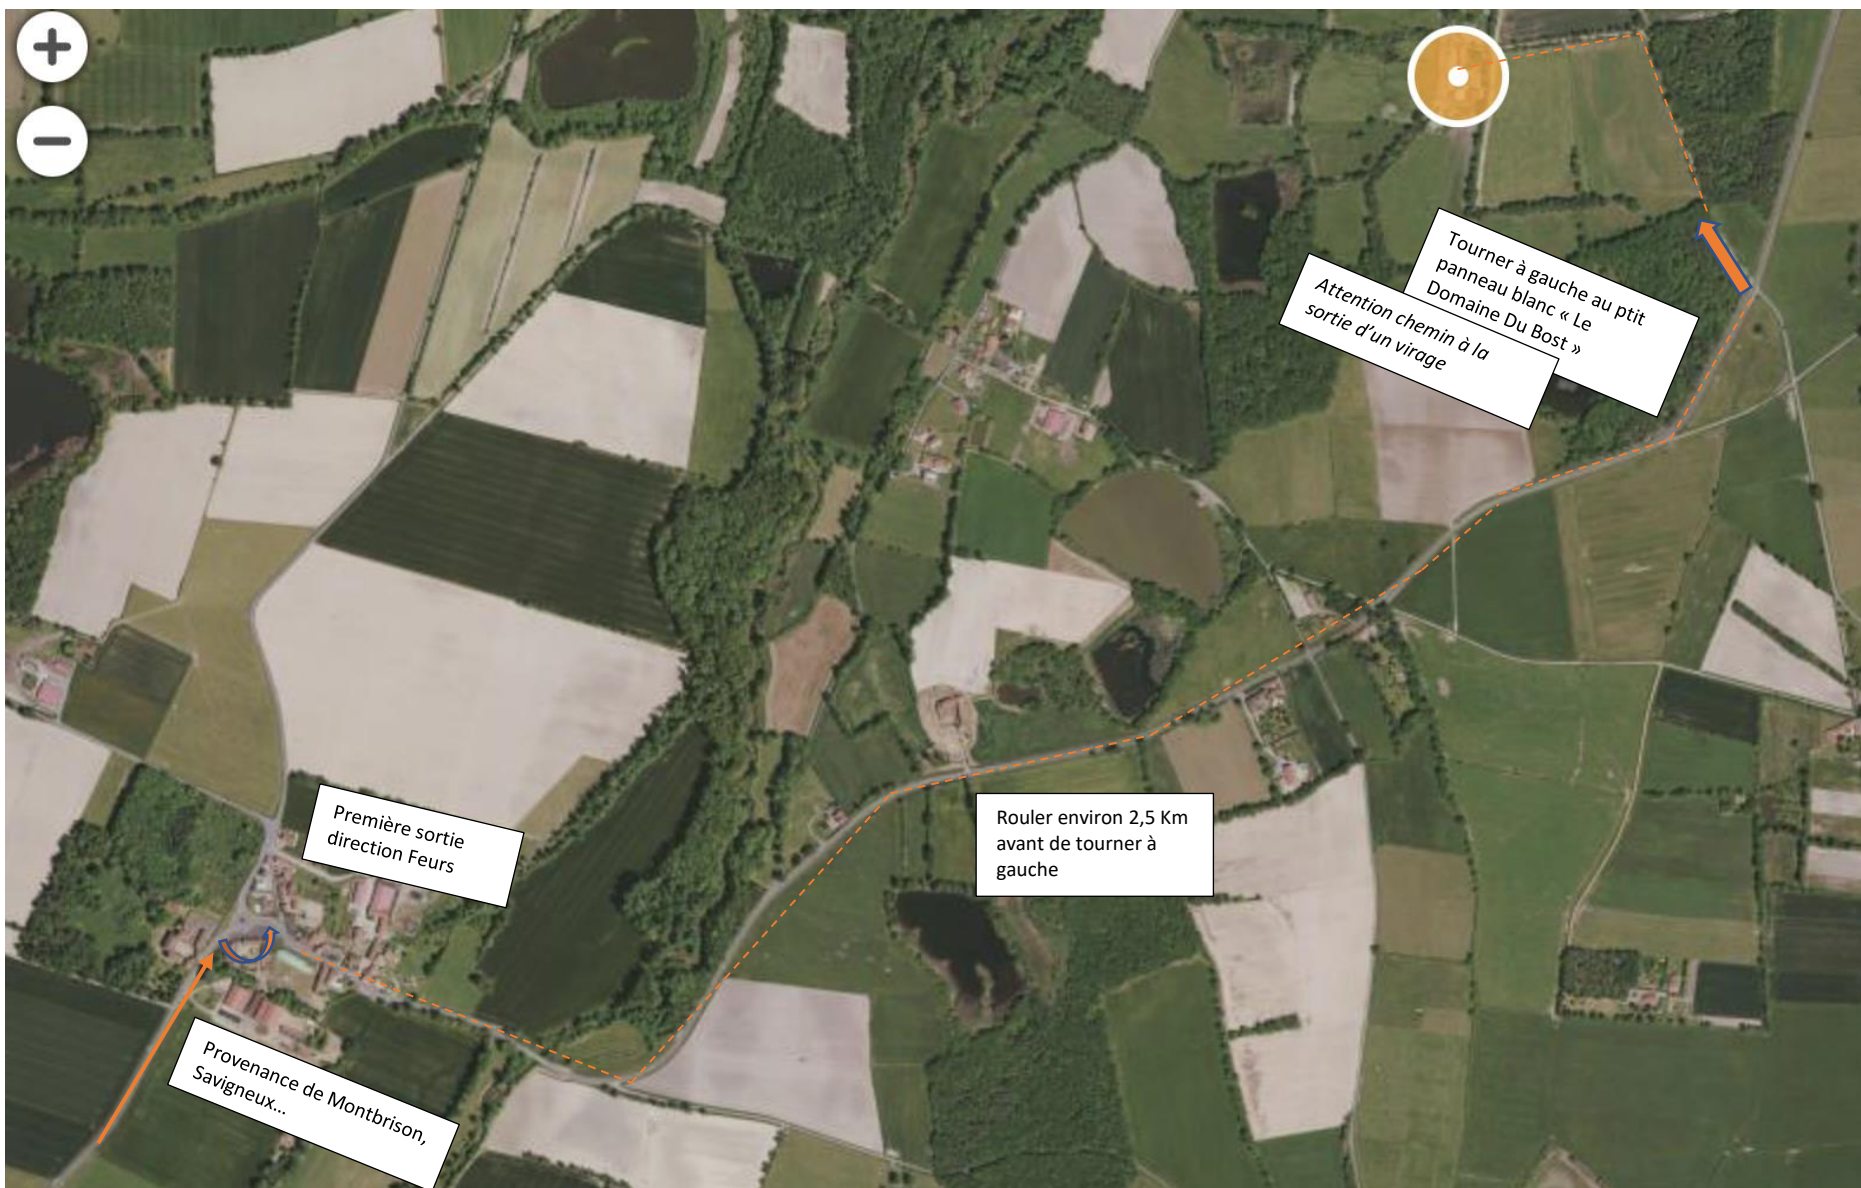 Tourner à gauche au ptit
panneau blanc « Le
Domaine Du Bost »
Attention chemin à la
sortie d'un virage
Première sortie
direction Feurs
Rouler environ 2,5 Km
avant de tourner à
gauche
Provenance de Montbrison,
Savigneux...